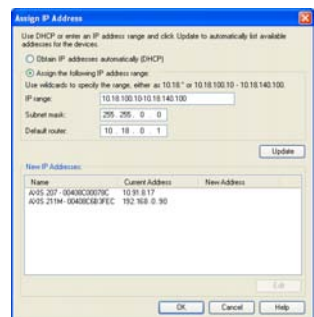 Assign IP Address
Use DHCP or enter an IP address range and click Update to automatically list available
addresses for the devices.
Obtain IP addresses automatically (DHCP)
Assign the following IP address range:
Use wildcards to specify the range, either as 10.18.* or 10.18.100.10 - 10.18.140.100.
IP range: 10.18.100.10-10.18.140.100
Subnet mask: 255 . 255 . 0 . 0
Default router: 10 . 18 . 0 . 1
Update
New IP Addresses:
Name Current Address New Address
AXIS 207 - 00408C00078C 10.91.8.17
AXIS 211M - 00408C6B3FEC 192.168.0.90
Edit
OK Cancel Help